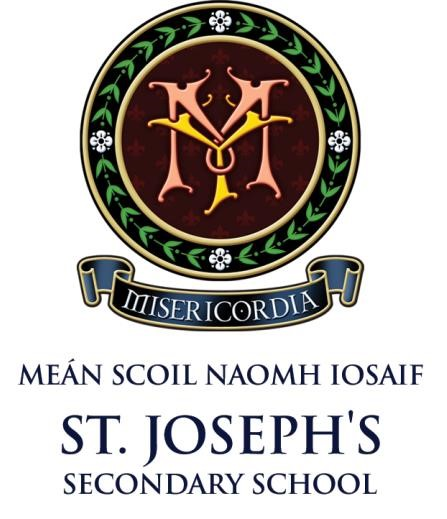 MISERICORDIA
MEÁN SCOIL NAOMH IOSAIF
ST. JOSEPH'S
SECONDARY SCHOOL